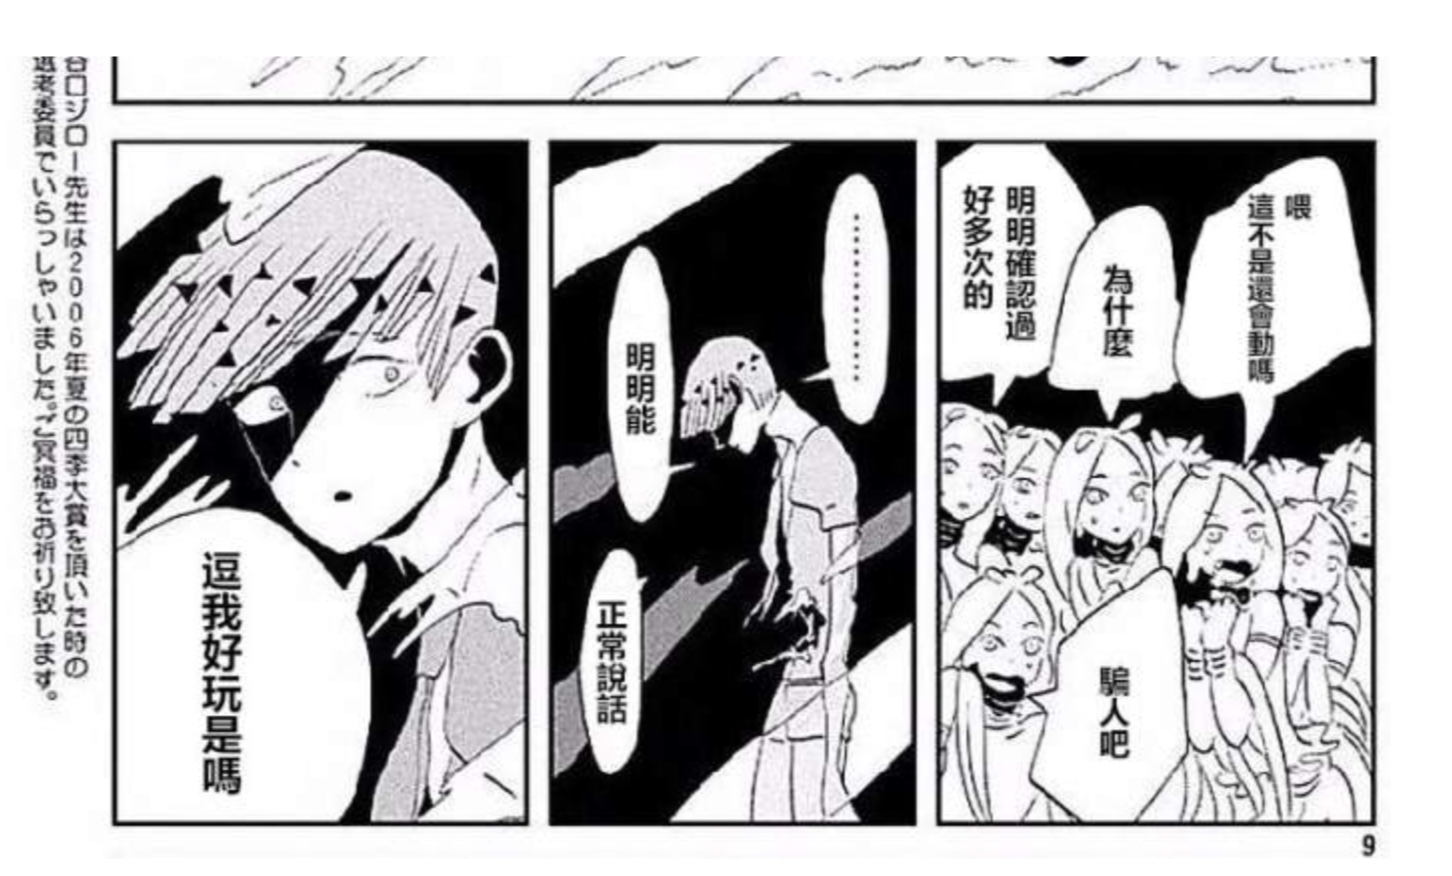 喂
這不是還會動嗎
為什麼
明明確認過
好多次的
騙人吧
…………
明明能
正常說話
逗我好玩是嗎
谷口ジロー先生は2006年夏の四季大賞を頂いた時の
選考委員でいらっしゃいました。ご冥福をお祈り致します。
9